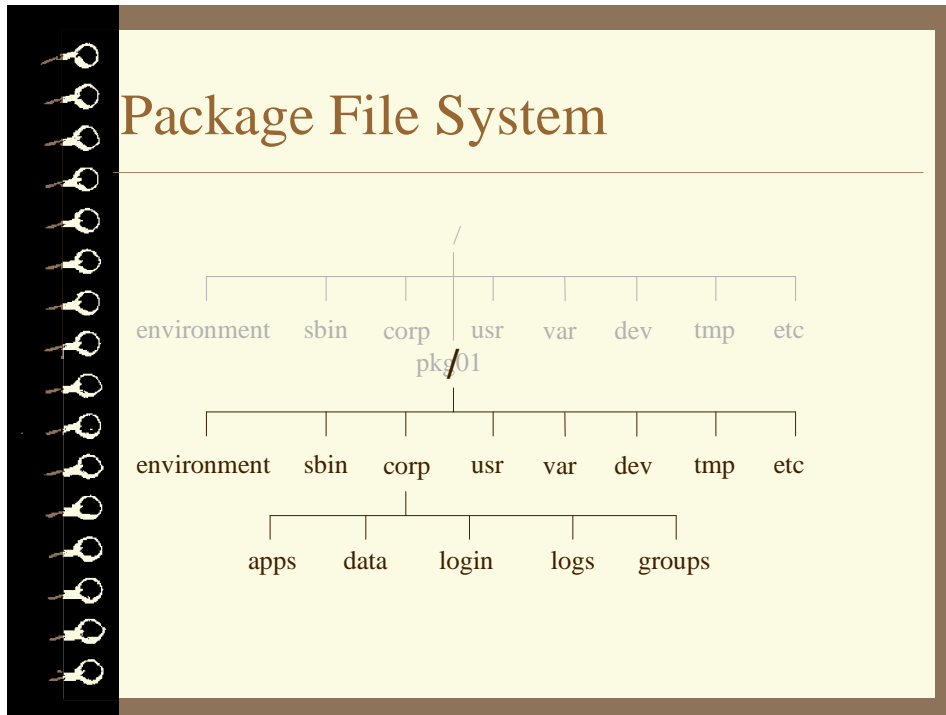 Package File System
/
environment sbin corp usr var dev tmp etc
pkg01
/
environment sbin corp usr var dev tmp etc
apps data login logs groups